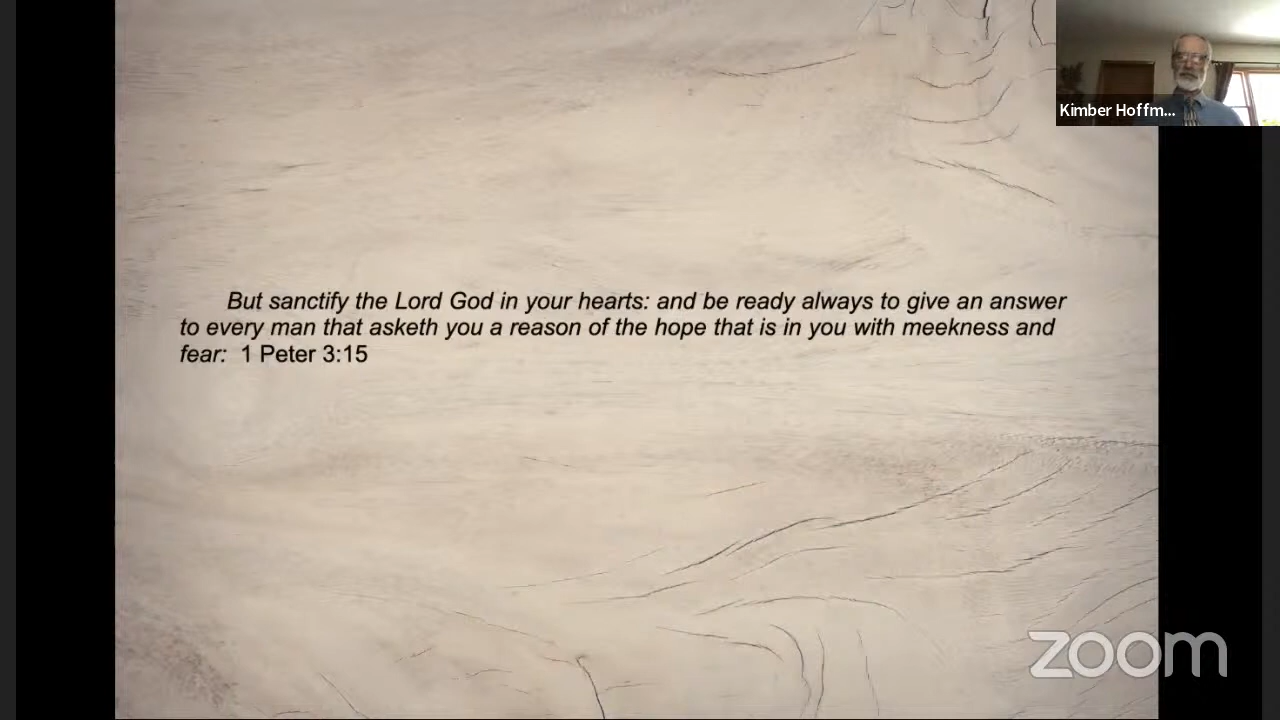 Kimber Hoffm...
But sanctify the Lord God in your hearts: and be ready always to give an answer
to every man that asketh you a reason of the hope that is in you with meekness and
fear: 1 Peter 3:15
zoom